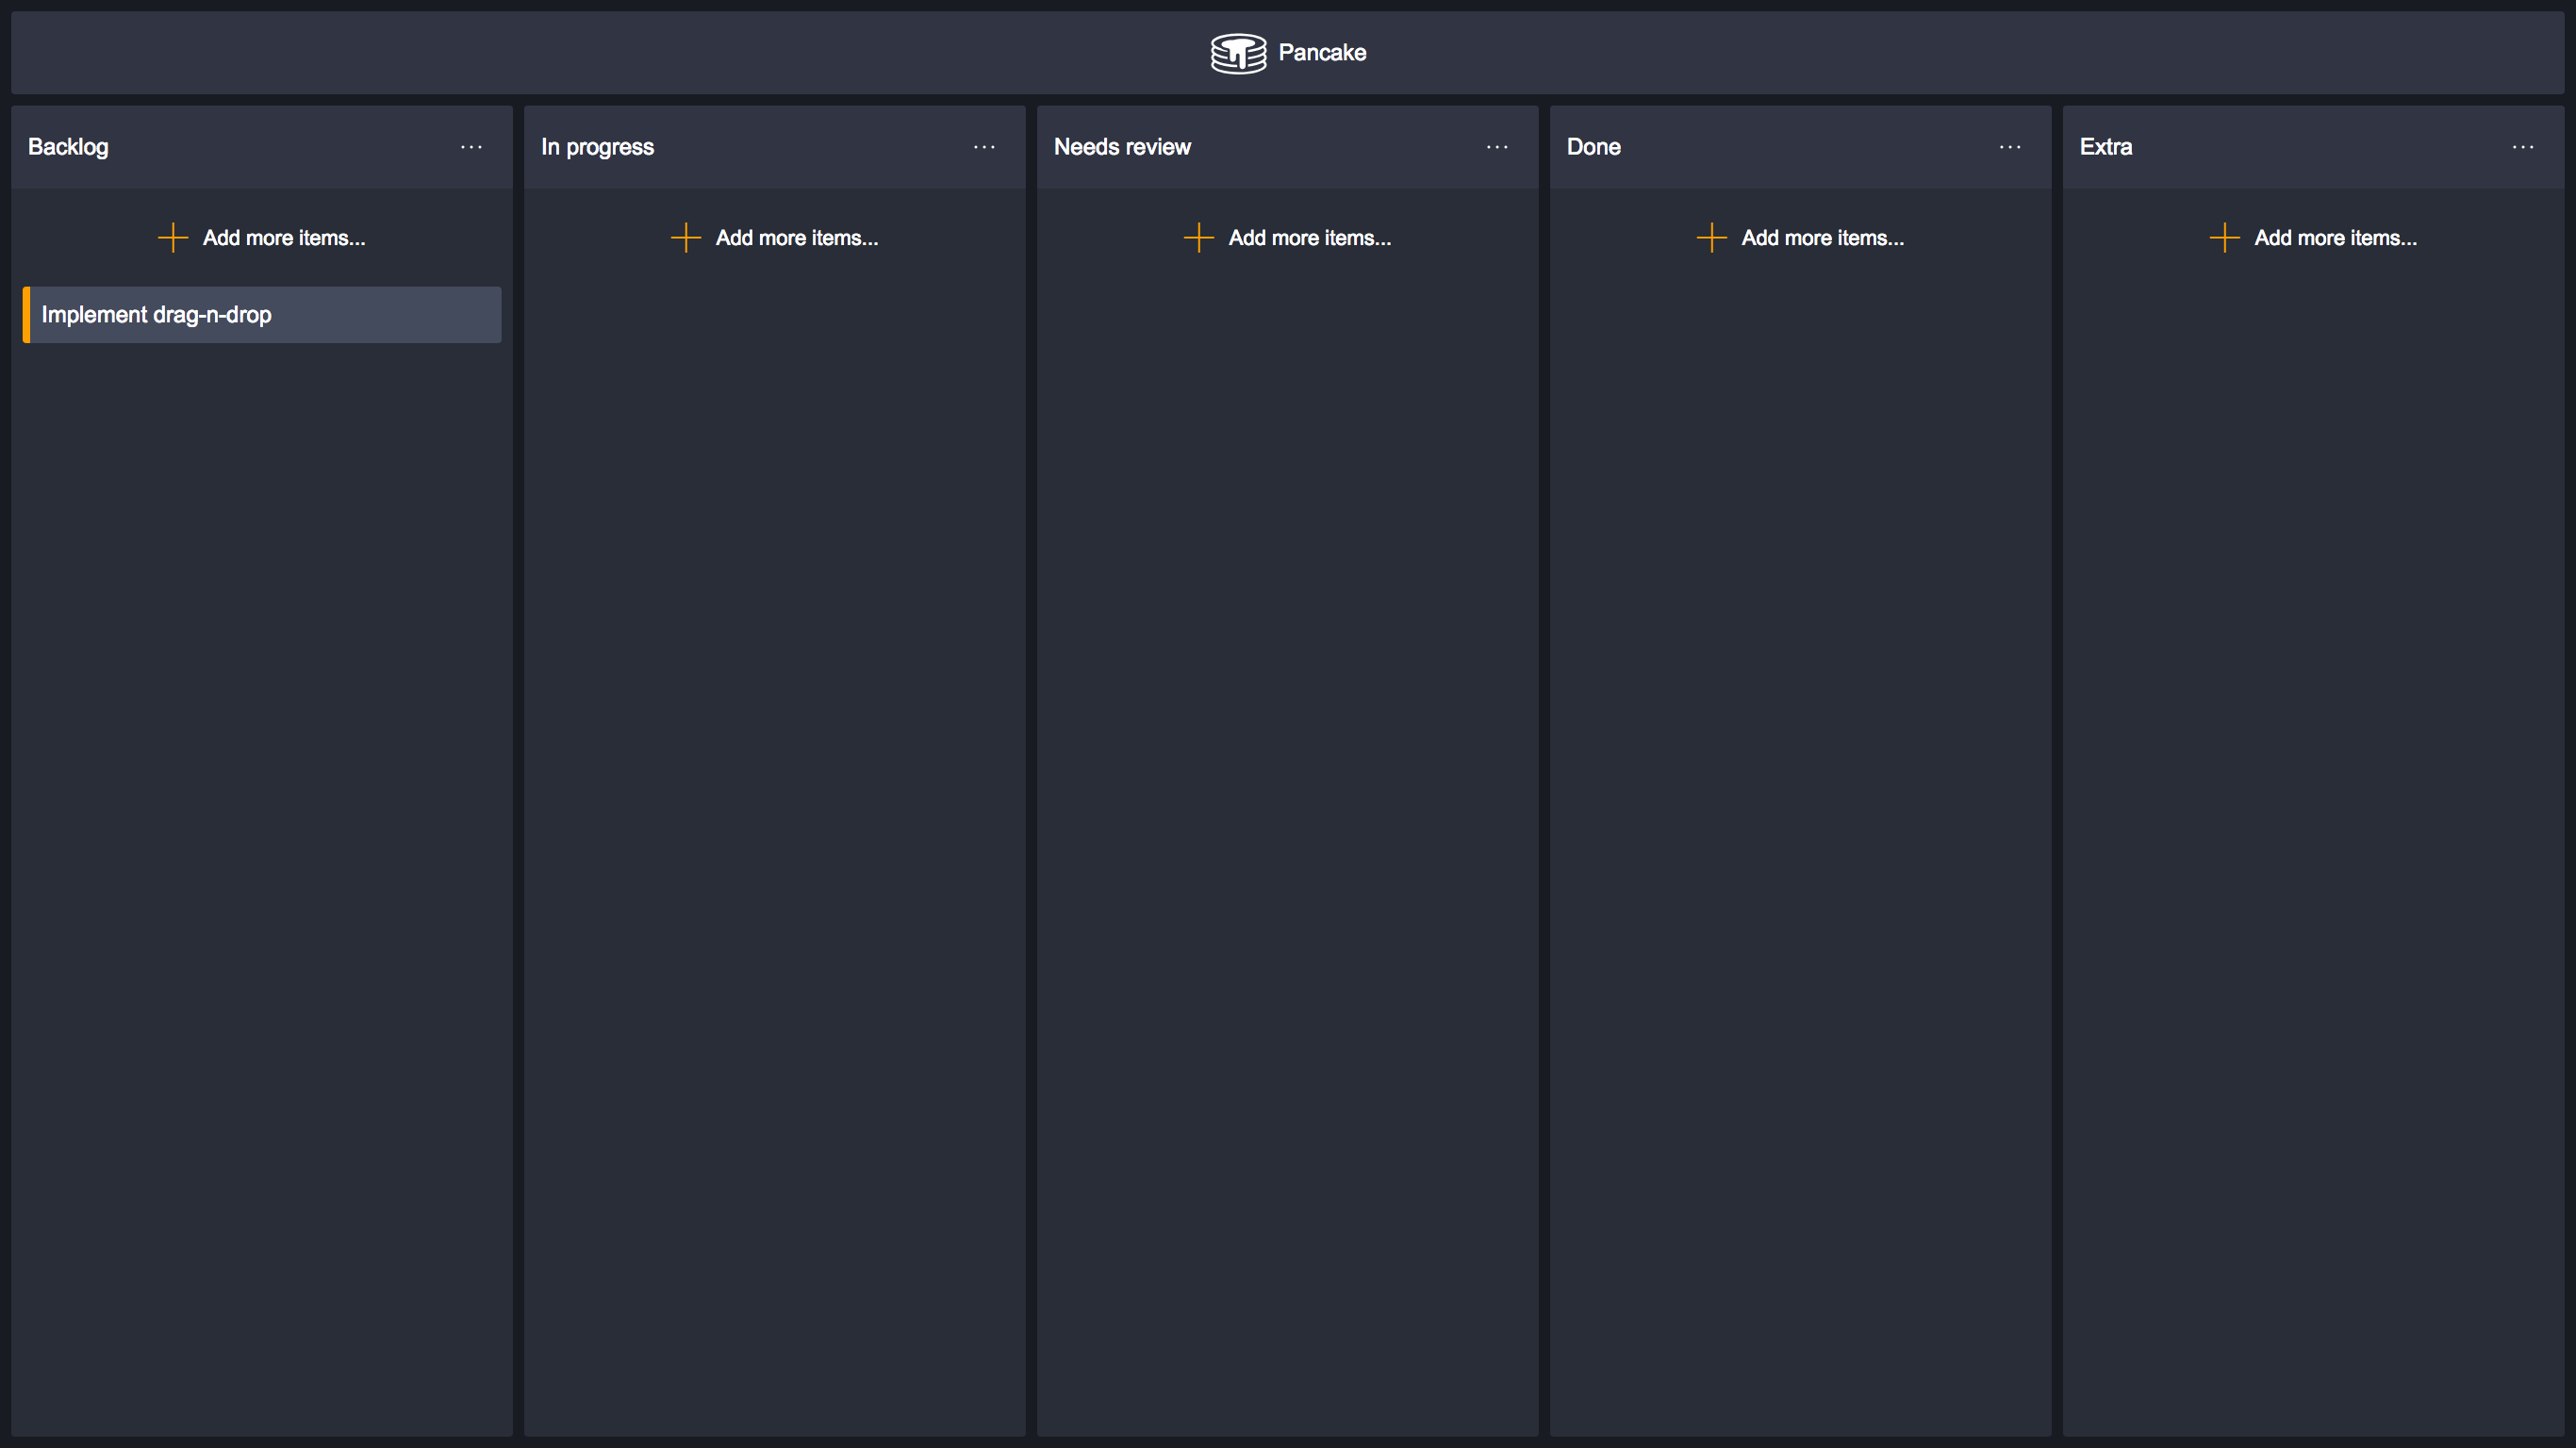 Pancake
Backlog ...
In progress ...
Needs review ...
Done ...
Extra ...
Add more items...
Add more items...
Add more items...
Add more items...
Add more items...
Implement drag-n-drop